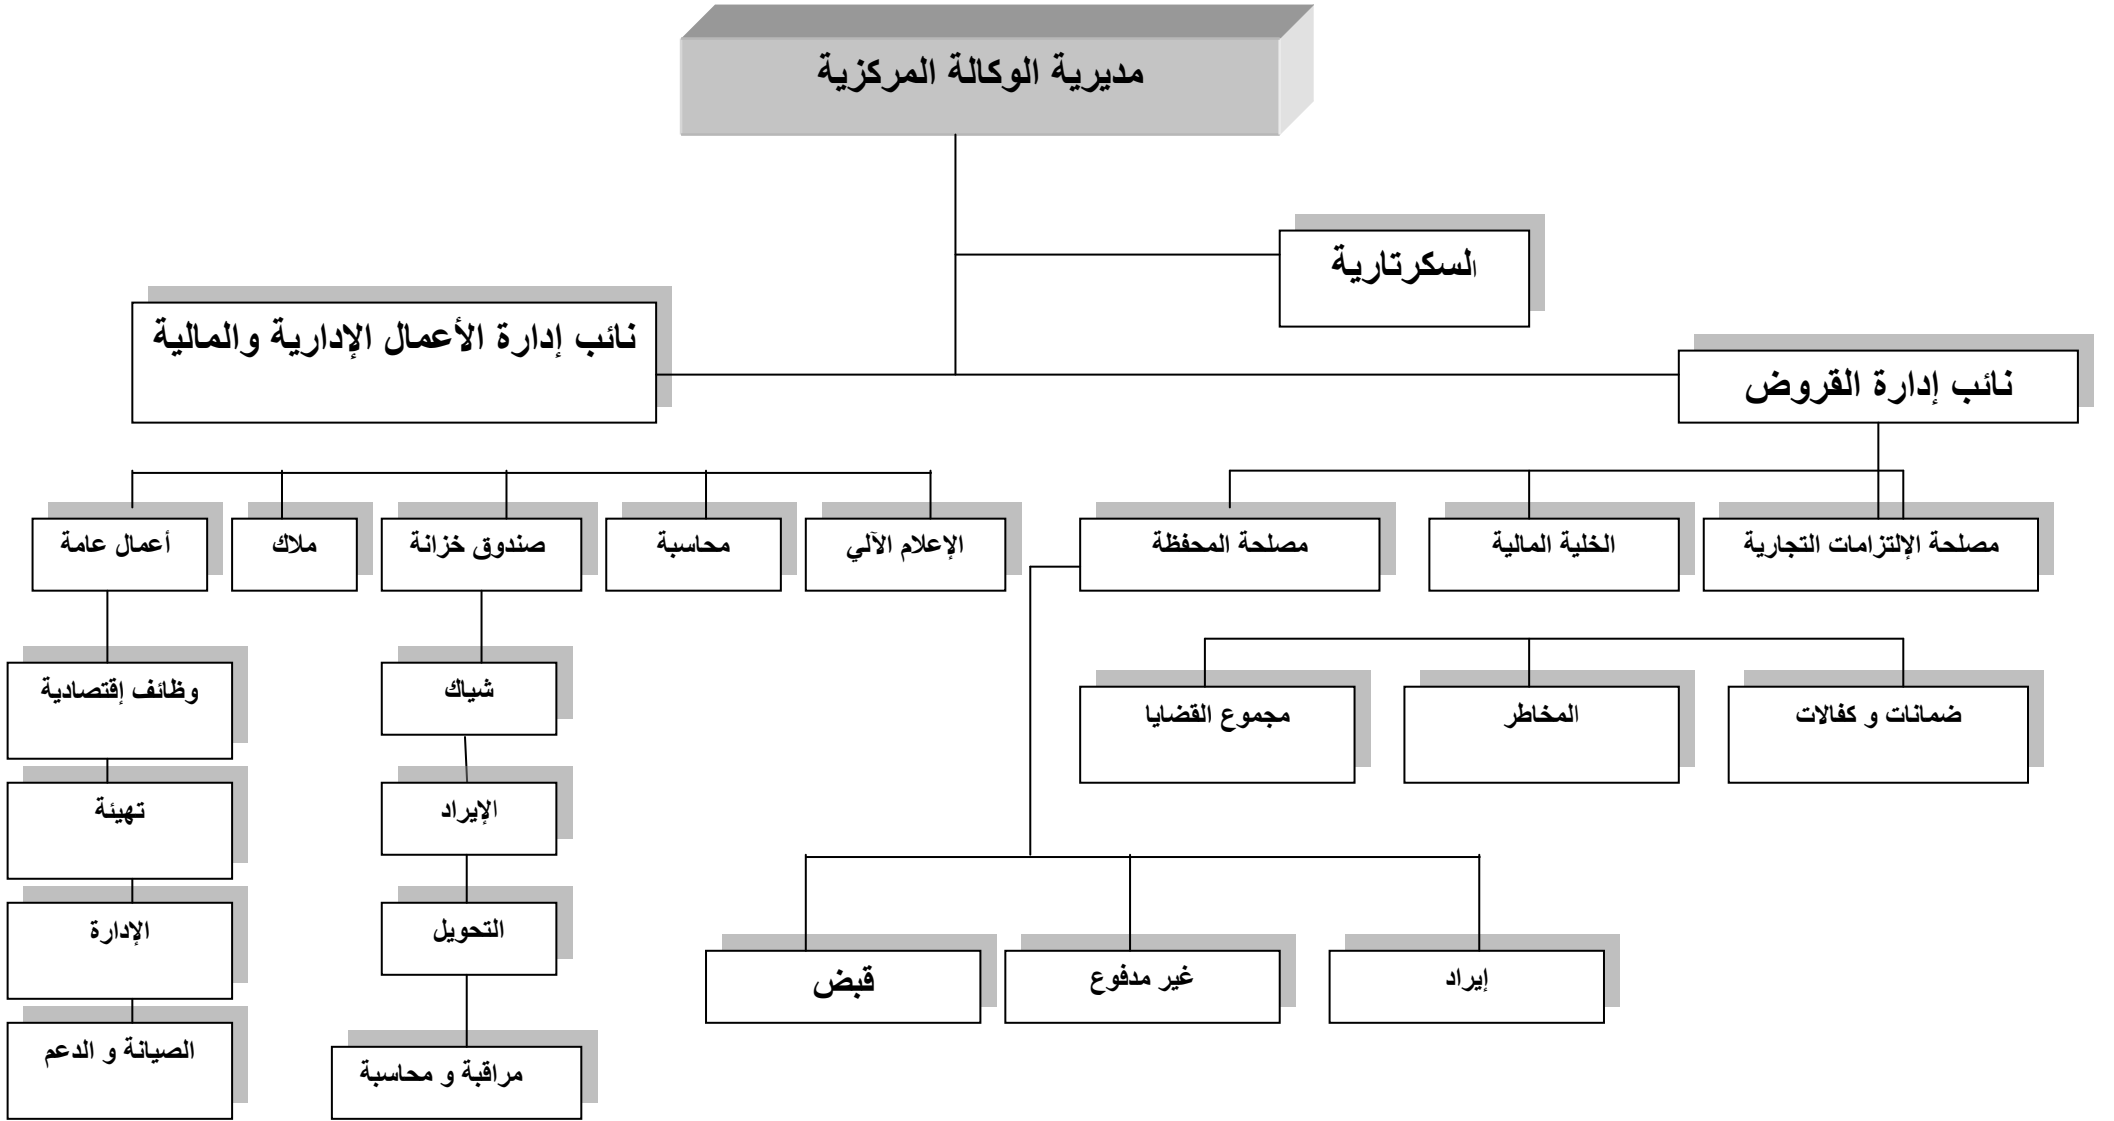 مديرية الوكالة المركزية
السكرتارية
نائب إدارة الأعمال الإدارية والمالية
نائب إدارة القروض
مصلحة الإلتزامات التجارية
الخلية المالية
مصلحة المحفظة
الإعلام الآلي
محاسبة
صندوق خزانة
ملاك
أعمال عامة
ضمانات و كفالات
المخاطر
مجموع القضايا
شياك
وظائف إقتصادية
الإيراد
تهيئة
التحويل
الإدارة
إيراد
غير مدفوع
قبض
مراقبة و محاسبة
الصيانة و الدعم